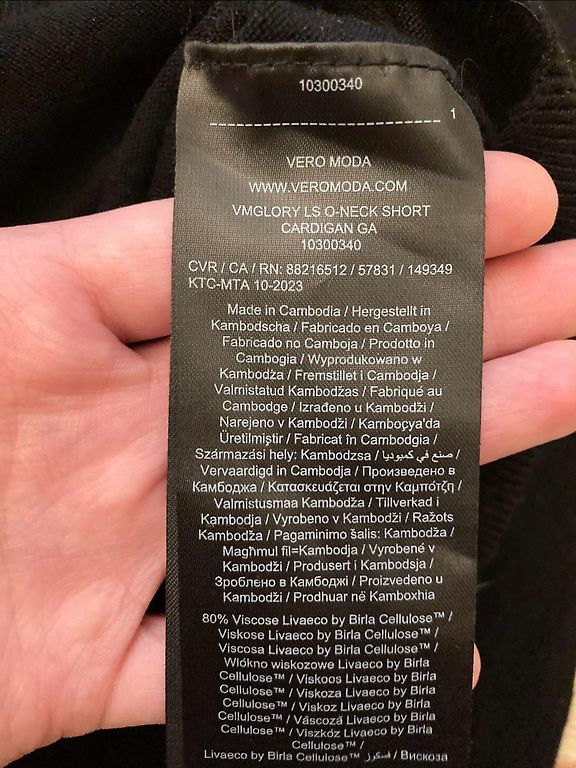 10300340
1
VERO MODA
WWW.VEROMODA.COM
VMGLORY LS O-NECK SHORT
CARDIGAN GA
10300340
CVR / CA / RN: 88216512 / 57831 / 149349
KTC-MTA 10-2023
Made in Cambodia / Hergestellt in
Kambodscha / Fabricado en Camboya /
Fabricado no Camboja / Prodotto in
Cambogia / Wyprodukowano w
Kambodża / Fremstillet i Cambodja /
Valmistatud Kambodžas / Fabriqué au
Cambodge / Izrađeno u Kambodži /
Narejeno v Kambodži / Kamboçya'da
Üretilmiştir / Fabricat în Cambodgia /
Származási hely: Kambodzsa / صنع في كمبوديا /
Vervaardigd in Cambodja / Произведено в
Камбоджа / Κατασκευάζεται στην Καμπότζη /
Valmistusmaa Kambodža / Tillverkad i
Kambodja / Vyrobeno v Kambodži / Ražots
Kambodža / Pagaminimo šalis: Kambodža /
Magħmul fil=Kambodja / Vyrobené v
Kambodži / Produsert i Kambodsja /
Зроблено в Камбоджі / Proizvedeno u
Kambodži / Prodhuar në Kamboxhia
80% Viscose Livaeco by Birla Cellulose™ /
Viskose Livaeco by Birla Cellulose™ /
Viscosa Livaeco by Birla Cellulose™ /
Włókno wiskozowe Livaeco by Birla
Cellulose™ / Viskoos Livaeco by Birla
Cellulose™ / Viskoza Livaeco by Birla
Cellulose™ / Viskoz Livaeco by Birla
Cellulose™ / Vâscoză Livaeco by Birla
Cellulose™ / Viszkóz Livaeco by Birla
Cellulose™ /
Livaeco by Birla Cellulose™ فسكوز / Вискоза